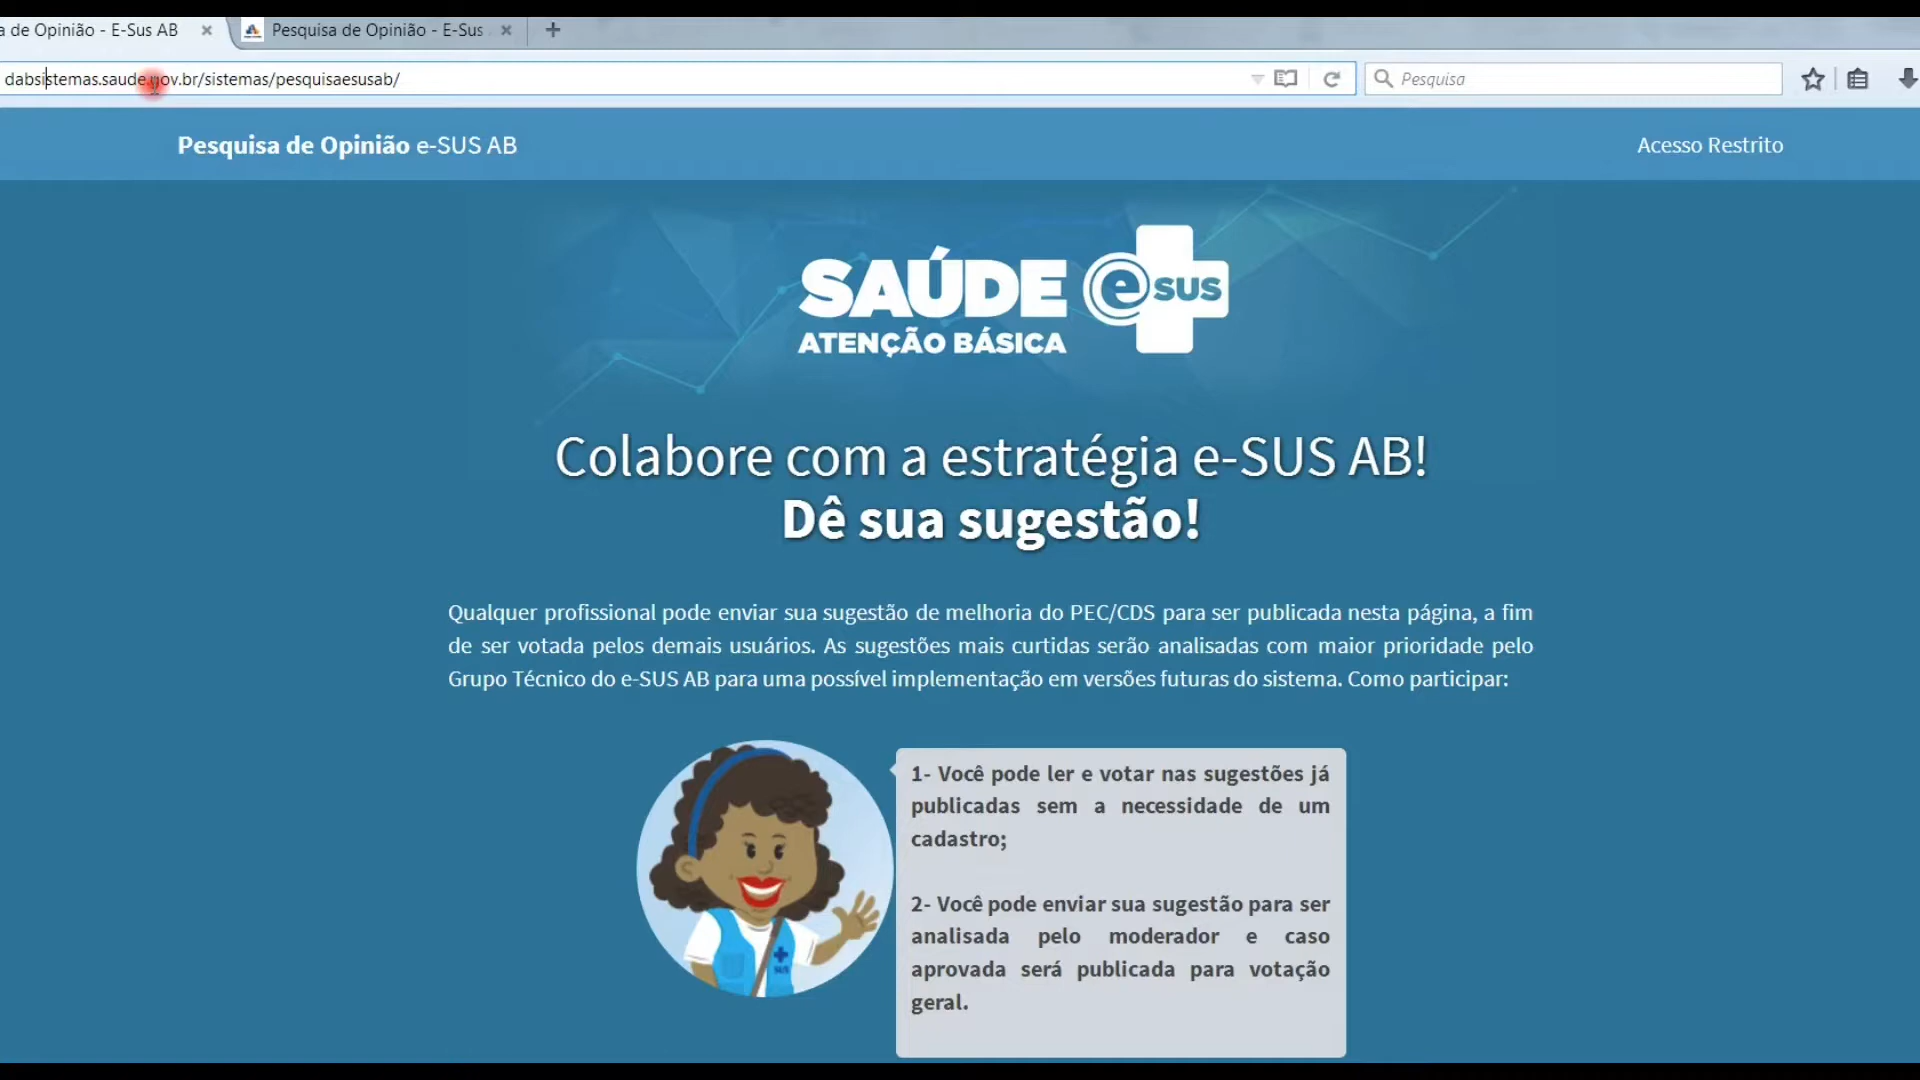 a de Opinião - E-Sus AB
Pesquisa de Opinião - E-Sus
dabsistemas.saude.gov.br/sistemas/pesquisaesusab/
Pesquisa
Pesquisa de Opinião e-SUS AB
Acesso Restrito
SAÚDE
ATENÇÃO BÁSICA
e SUS
Colabore com a estratégia e-SUS AB!
Dê sua sugestão!
Qualquer profissional pode enviar sua sugestão de melhoria do PEC/CDS para ser publicada nesta página, a fim
de ser votada pelos demais usuários. As sugestões mais curtidas serão analisadas com maior prioridade pelo
Grupo Técnico do e-SUS AB para uma possível implementação em versões futuras do sistema. Como participar:
1- Você pode ler e votar nas sugestões já
publicadas sem a necessidade de um
cadastro;
2- Você pode enviar sua sugestão para ser
analisada pelo moderador e caso
aprovada será publicada para votação
geral.
SUS